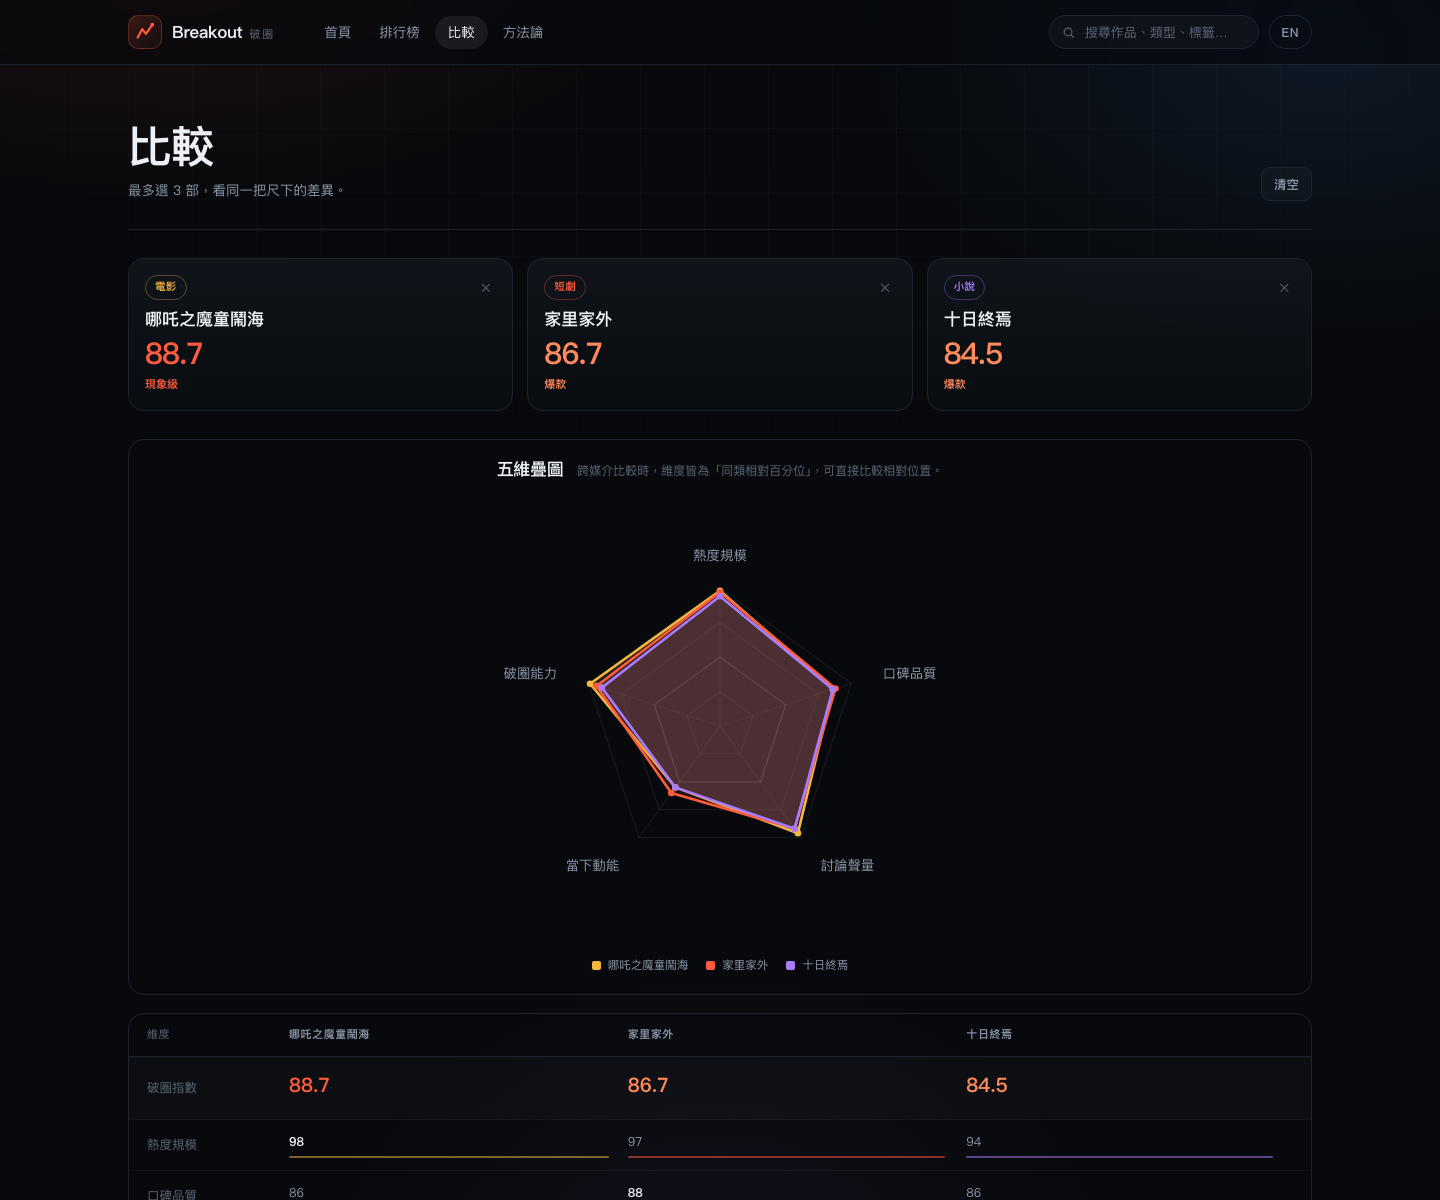 Breakout 破圈
首頁 排行榜 比較 方法論
搜尋作品、類型、標籤...
EN
比較
最多選 3 部，看同一把尺下的差異。
清空
電影
哪吒之魔童鬧海
88.7
現象級
短劇
家里家外
86.7
爆款
小說
十日終焉
84.5
爆款
五維疊圖 跨媒介比較時，維度皆為「同類相對百分位」，可直接比較相對位置。
熱度規模
破圈能力
口碑品質
當下動能
討論聲量
哪吒之魔童鬧海 家里家外 十日終焉
維度 哪吒之魔童鬧海 家里家外 十日終焉
破圈指數 88.7 86.7 84.5
熱度規模 98 97 94
口碑品質 86 88 86